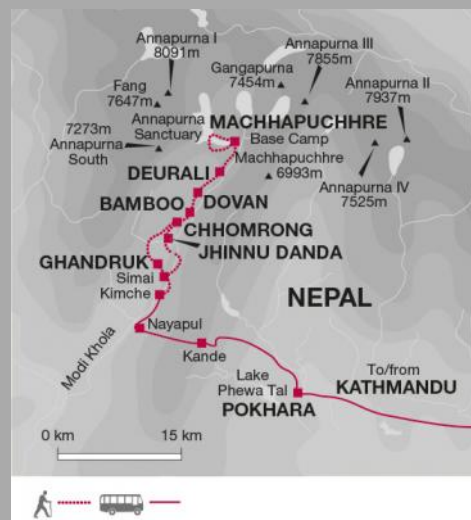 Annapurna I
8091m
Annapurna III
7855m
Gangapurna
7454m
Annapurna II
7937m
Fang
7647m
Annapurna
Sanctuary
7273m
Annapurna
South
MACHHAPUCHHRE
Base Camp
Machhapuchhre
6993m
Annapurna IV
7525m
DEURALI
BAMBOO
DOVAN
CHHOMRONG
JHINNU DANDA
GHANDRUK
Simai
Kimche
NEPAL
Modi Khola
Nayapul
Kande
Lake
Phewa Tal
POKHARA
To/from
KATHMANDU
0 km
15 km